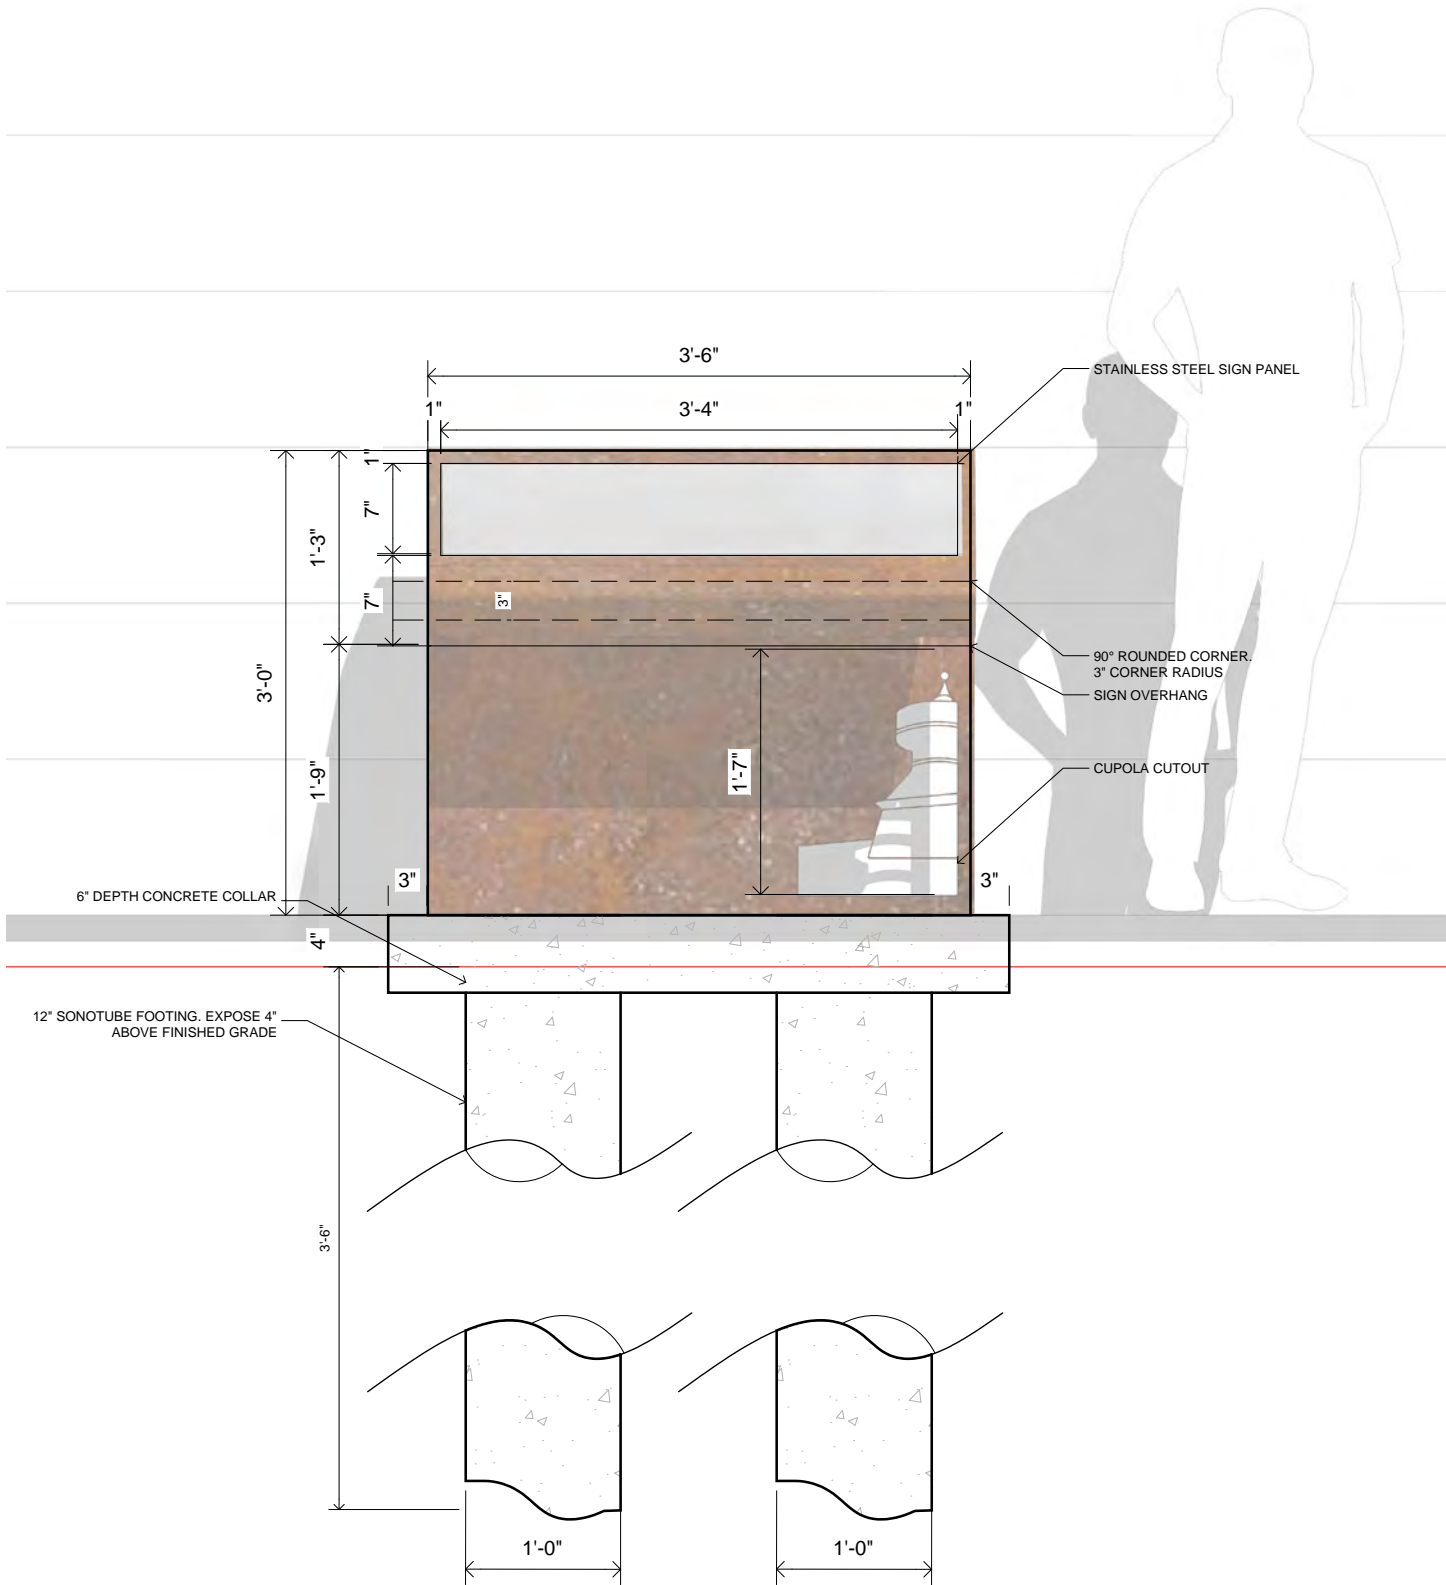 3'-6"
STAINLESS STEEL SIGN PANEL
1" 3'-4" 1"
1"
7"
1'-3"
7"
3"
90° ROUNDED CORNER.
3" CORNER RADIUS
3'-0"
SIGN OVERHANG
1'-9"
1'-7"
CUPOLA CUTOUT
3" 3"
6" DEPTH CONCRETE COLLAR
4"
12" SONOTUBE FOOTING. EXPOSE 4"
ABOVE FINISHED GRADE
3'-6"
1'-0" 1'-0"